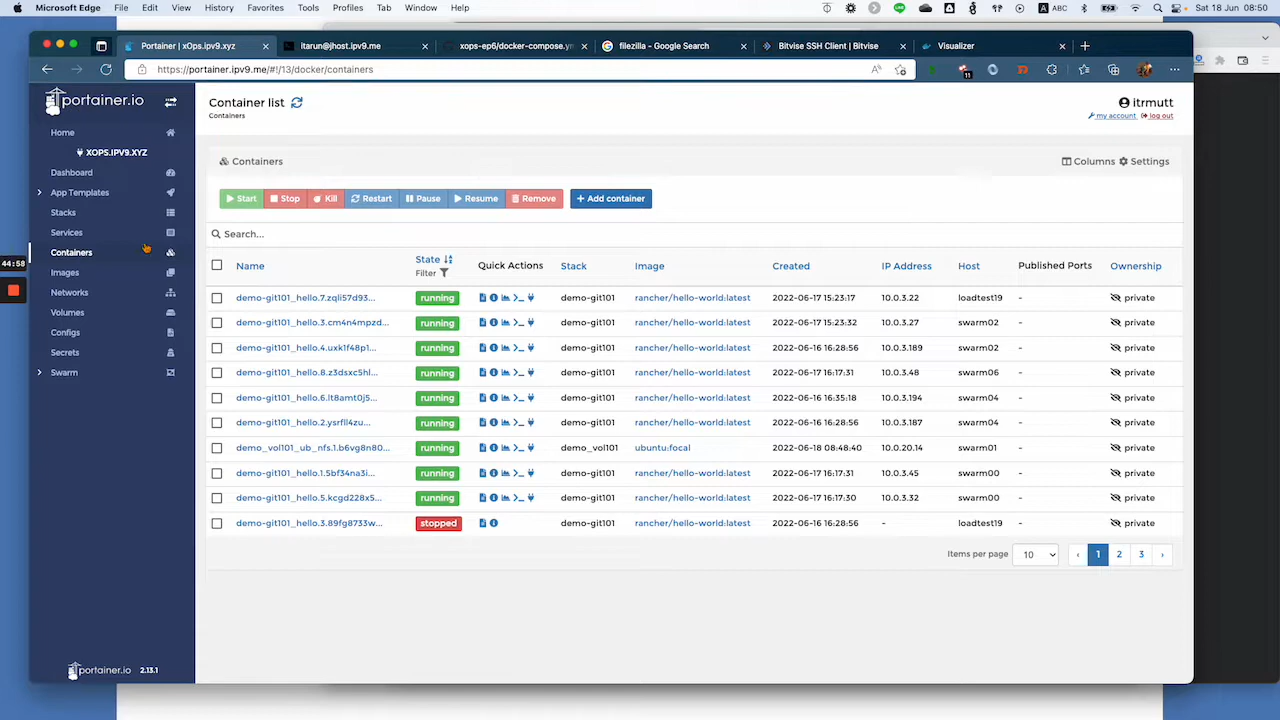 Microsoft Edge File Edit View History Favorites Tools Profiles Tab Window Help ABC Sat 18 Jun 08:50
Portainer | xOps.ipv9.xyz itarun@jhost.ipv9.me xops-ep6/docker-compose.ym filezilla - Google Search Bitvise SSH Client | Bitvise Visualizer
https://portainer.ipv9.me/#!/13/docker/containers
11
portainer.io
Home
XOPS.IPV9.XYZ
Dashboard
App Templates
Stacks
Services
Containers
Images
Networks
Volumes
Configs
Secrets
Swarm
portainer.io 2.13.1
44:58
Container list
Containers
itrmutt
my account log out
Containers
Columns Settings
Start Stop Kill Restart Pause Resume Remove Add container
Search...
Name State Filter Quick Actions Stack Image Created IP Address Host Published Ports Ownership
demo-git101_hello.7.zqli57d93... running demo-git101 rancher/hello-world:latest 2022-06-17 15:23:17 10.0.3.22 loadtest19 - private
demo-git101_hello.3.cm4n4mpzd... running demo-git101 rancher/hello-world:latest 2022-06-17 15:23:32 10.0.3.27 swarm02 - private
demo-git101_hello.4.uxk1f48p1... running demo-git101 rancher/hello-world:latest 2022-06-16 16:28:56 10.0.3.189 swarm02 - private
demo-git101_hello.8.z3dsxc5hl... running demo-git101 rancher/hello-world:latest 2022-06-17 16:17:31 10.0.3.48 swarm06 - private
demo-git101_hello.6.lt8amt0j5... running demo-git101 rancher/hello-world:latest 2022-06-16 16:35:18 10.0.3.194 swarm04 - private
demo-git101_hello.2.ysrfll4zu... running demo-git101 rancher/hello-world:latest 2022-06-16 16:28:56 10.0.3.187 swarm04 - private
demo_vol101_ub_nfs.1.b6vg8n80... running demo_vol101 ubuntu:focal 2022-06-18 08:48:40 10.0.20.14 swarm01 - private
demo-git101_hello.1.5bf34na3i... running demo-git101 rancher/hello-world:latest 2022-06-17 16:17:31 10.0.3.45 swarm00 - private
demo-git101_hello.5.kcgd228x5... running demo-git101 rancher/hello-world:latest 2022-06-17 16:17:30 10.0.3.32 swarm00 - private
demo-git101_hello.3.89fg8733w... stopped demo-git101 rancher/hello-world:latest 2022-06-16 16:28:56 - loadtest19 - private
Items per page 10 ‹ 1 2 3 ›